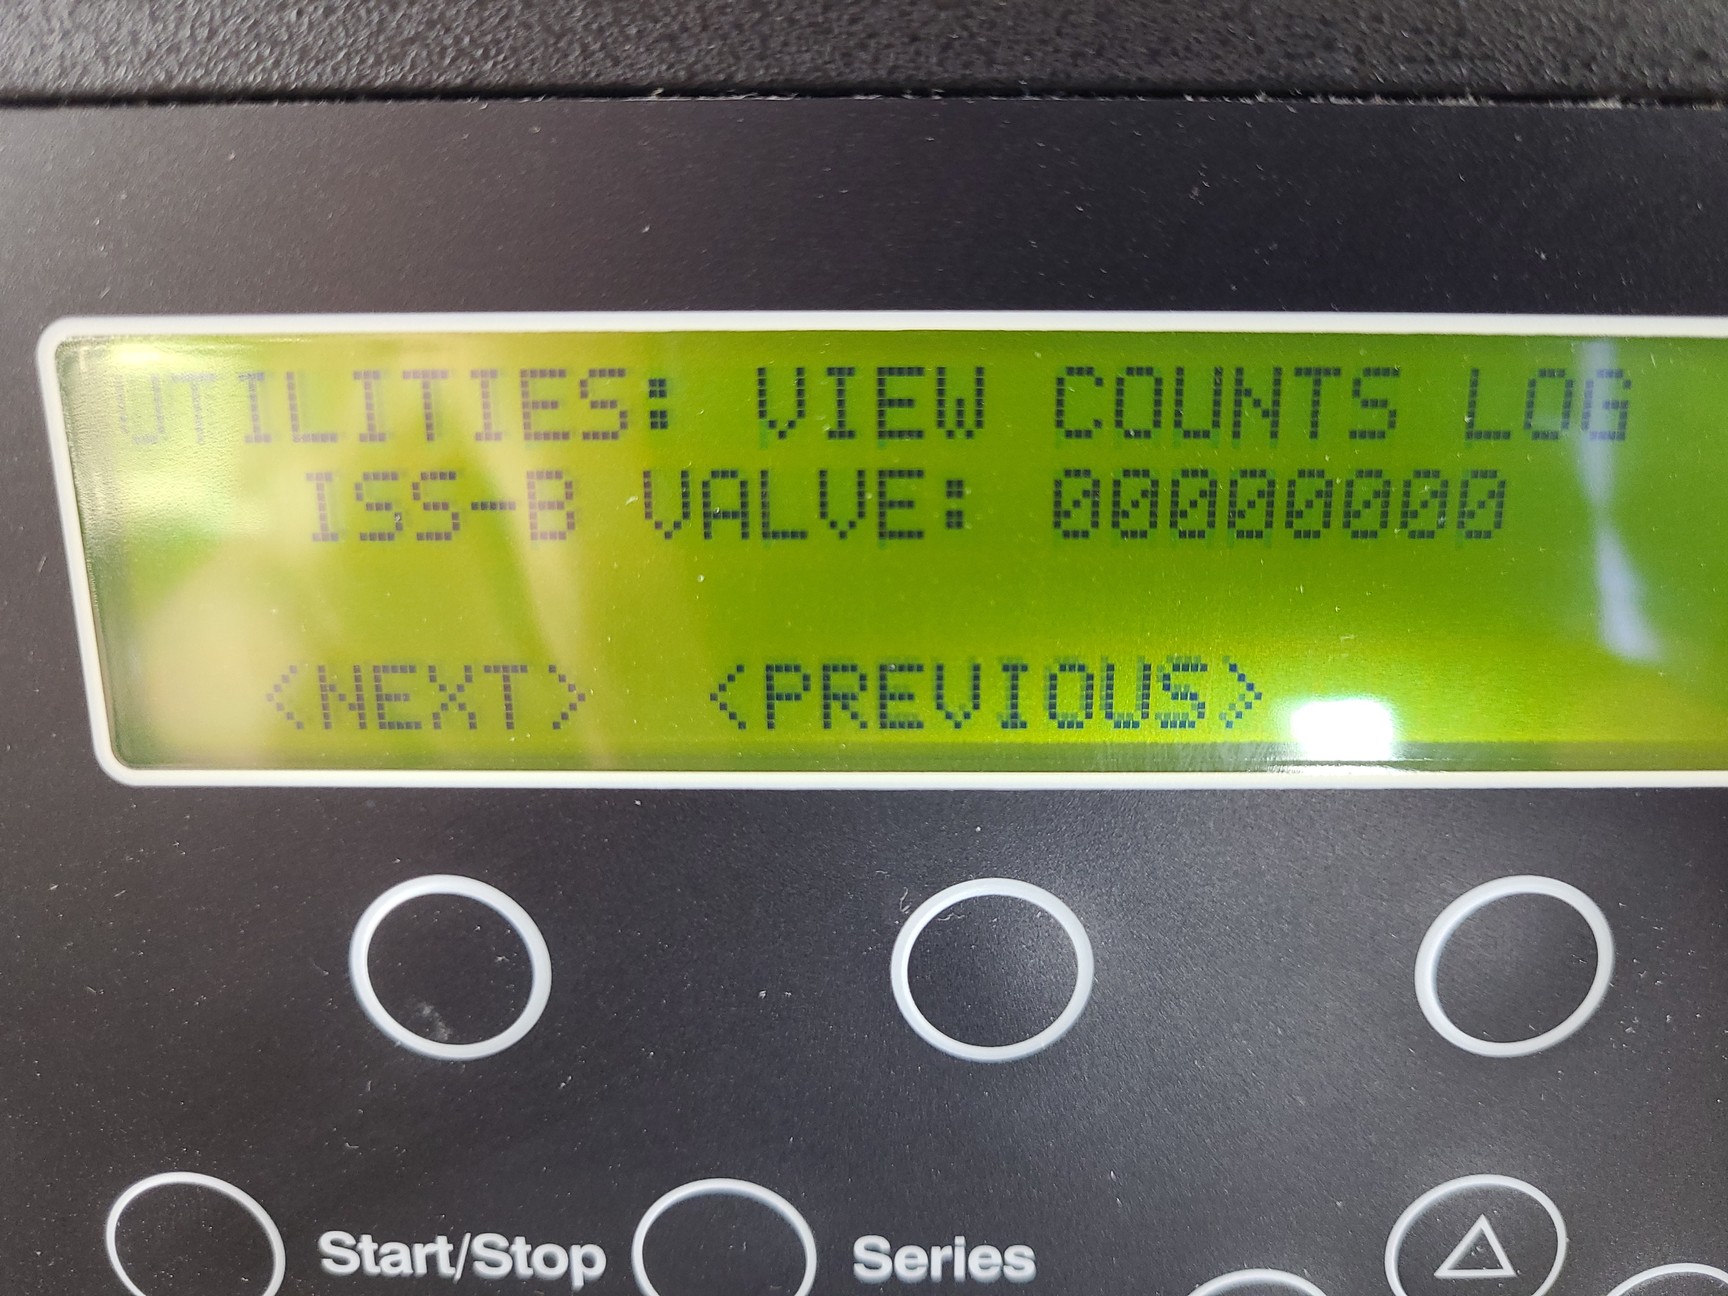 UTILITIES: VIEW COUNTS LOG
ISS-B VALVE: 00000000
<NEXT> <PREVIOUS>
Start/Stop Series